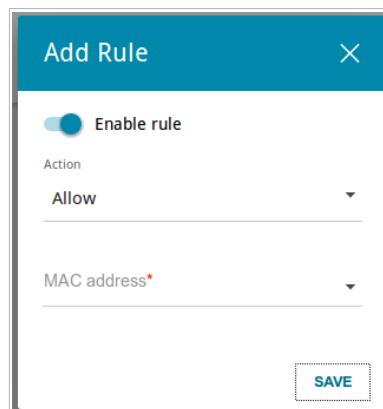 Add Rule
Enable rule
Action
Allow
MAC address*
SAVE